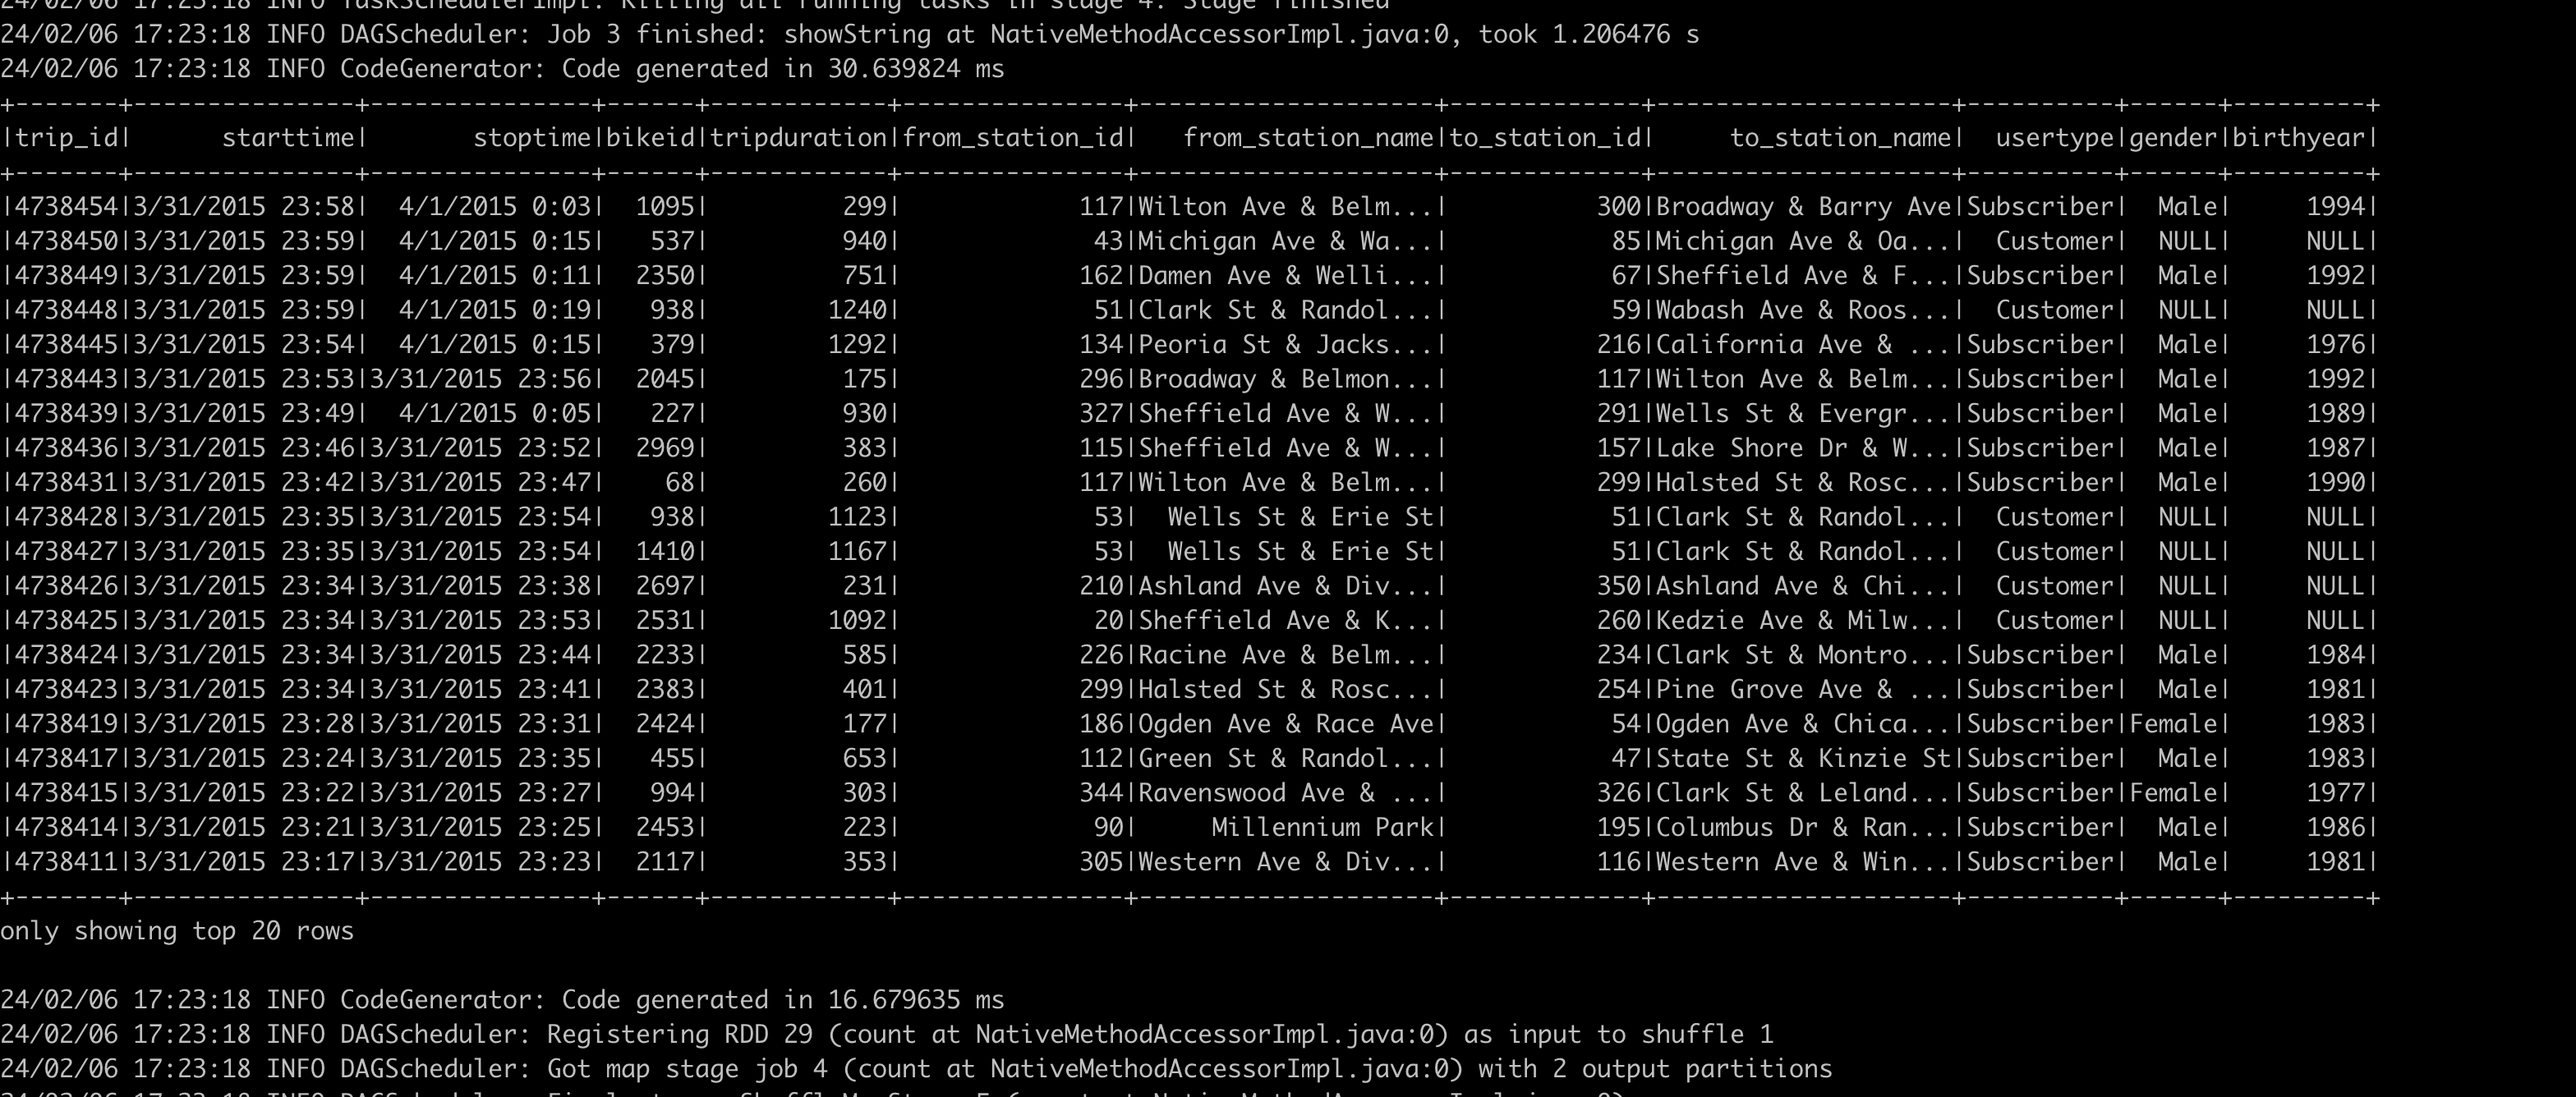 24/02/06 17:23:18 INFO TaskSchedulerImpl: Killing all running tasks in stage 4: Stage finished
24/02/06 17:23:18 INFO DAGScheduler: Job 3 finished: showString at NativeMethodAccessorImpl.java:0, took 1.206476 s
24/02/06 17:23:18 INFO CodeGenerator: Code generated in 30.639824 ms
+-------+---------------+---------------+------+------------+---------------+--------------------+-------------+--------------------+----------+------+---------+
|trip_id|      starttime|       stoptime|bikeid|tripduration|from_station_id|   from_station_name|to_station_id|     to_station_name|  usertype|gender|birthyear|
+-------+---------------+---------------+------+------------+---------------+--------------------+-------------+--------------------+----------+------+---------+
|4738454|3/31/2015 23:58|  4/1/2015 0:03|  1095|         299|            117|Wilton Ave & Belm...|          300|Broadway & Barry Ave|Subscriber|  Male|     1994|
|4738450|3/31/2015 23:59|  4/1/2015 0:15|   537|         940|             43|Michigan Ave & Wa...|           85|Michigan Ave & Oa...|  Customer|  NULL|     NULL|
|4738449|3/31/2015 23:59|  4/1/2015 0:11|  2350|         751|            162|Damen Ave & Welli...|           67|Sheffield Ave & F...|Subscriber|  Male|     1992|
|4738448|3/31/2015 23:59|  4/1/2015 0:19|   938|        1240|             51|Clark St & Randol...|           59|Wabash Ave & Roos...|  Customer|  NULL|     NULL|
|4738445|3/31/2015 23:54|  4/1/2015 0:15|   379|        1292|            134|Peoria St & Jacks...|          216|California Ave & ...|Subscriber|  Male|     1976|
|4738443|3/31/2015 23:53|3/31/2015 23:56|  2045|         175|            296|Broadway & Belmon...|          117|Wilton Ave & Belm...|Subscriber|  Male|     1992|
|4738439|3/31/2015 23:49|  4/1/2015 0:05|   227|         930|            327|Sheffield Ave & W...|          291|Wells St & Evergr...|Subscriber|  Male|     1989|
|4738436|3/31/2015 23:46|3/31/2015 23:52|  2969|         383|            115|Sheffield Ave & W...|          157|Lake Shore Dr & W...|Subscriber|  Male|     1987|
|4738431|3/31/2015 23:42|3/31/2015 23:47|    68|         260|            117|Wilton Ave & Belm...|          299|Halsted St & Rosc...|Subscriber|  Male|     1990|
|4738428|3/31/2015 23:35|3/31/2015 23:54|   938|        1123|             53|  Wells St & Erie St|           51|Clark St & Randol...|  Customer|  NULL|     NULL|
|4738427|3/31/2015 23:35|3/31/2015 23:54|  1410|        1167|             53|  Wells St & Erie St|           51|Clark St & Randol...|  Customer|  NULL|     NULL|
|4738426|3/31/2015 23:34|3/31/2015 23:38|  2697|         231|            210|Ashland Ave & Div...|          350|Ashland Ave & Chi...|  Customer|  NULL|     NULL|
|4738425|3/31/2015 23:34|3/31/2015 23:53|  2531|        1092|             20|Sheffield Ave & K...|          260|Kedzie Ave & Milw...|  Customer|  NULL|     NULL|
|4738424|3/31/2015 23:34|3/31/2015 23:44|  2233|         585|            226|Racine Ave & Belm...|          234|Clark St & Montro...|Subscriber|  Male|     1984|
|4738423|3/31/2015 23:34|3/31/2015 23:41|  2383|         401|            299|Halsted St & Rosc...|          254|Pine Grove Ave & ...|Subscriber|  Male|     1981|
|4738419|3/31/2015 23:28|3/31/2015 23:31|  2424|         177|            186|Ogden Ave & Race Ave|           54|Ogden Ave & Chica...|Subscriber|Female|     1983|
|4738417|3/31/2015 23:24|3/31/2015 23:35|   455|         653|            112|Green St & Randol...|           47|State St & Kinzie St|Subscriber|  Male|     1983|
|4738415|3/31/2015 23:22|3/31/2015 23:27|   994|         303|            344|Ravenswood Ave & ...|          326|Clark St & Leland...|Subscriber|Female|     1977|
|4738414|3/31/2015 23:21|3/31/2015 23:25|  2453|         223|             90|     Millennium Park|          195|Columbus Dr & Ran...|Subscriber|  Male|     1986|
|4738411|3/31/2015 23:17|3/31/2015 23:23|  2117|         353|            305|Western Ave & Div...|          116|Western Ave & Win...|Subscriber|  Male|     1981|
+-------+---------------+---------------+------+------------+---------------+--------------------+-------------+--------------------+----------+------+---------+
only showing top 20 rows
24/02/06 17:23:18 INFO CodeGenerator: Code generated in 16.679635 ms
24/02/06 17:23:18 INFO DAGScheduler: Registering RDD 29 (count at NativeMethodAccessorImpl.java:0) as input to shuffle 1
24/02/06 17:23:18 INFO DAGScheduler: Got map stage job 4 (count at NativeMethodAccessorImpl.java:0) with 2 output partitions